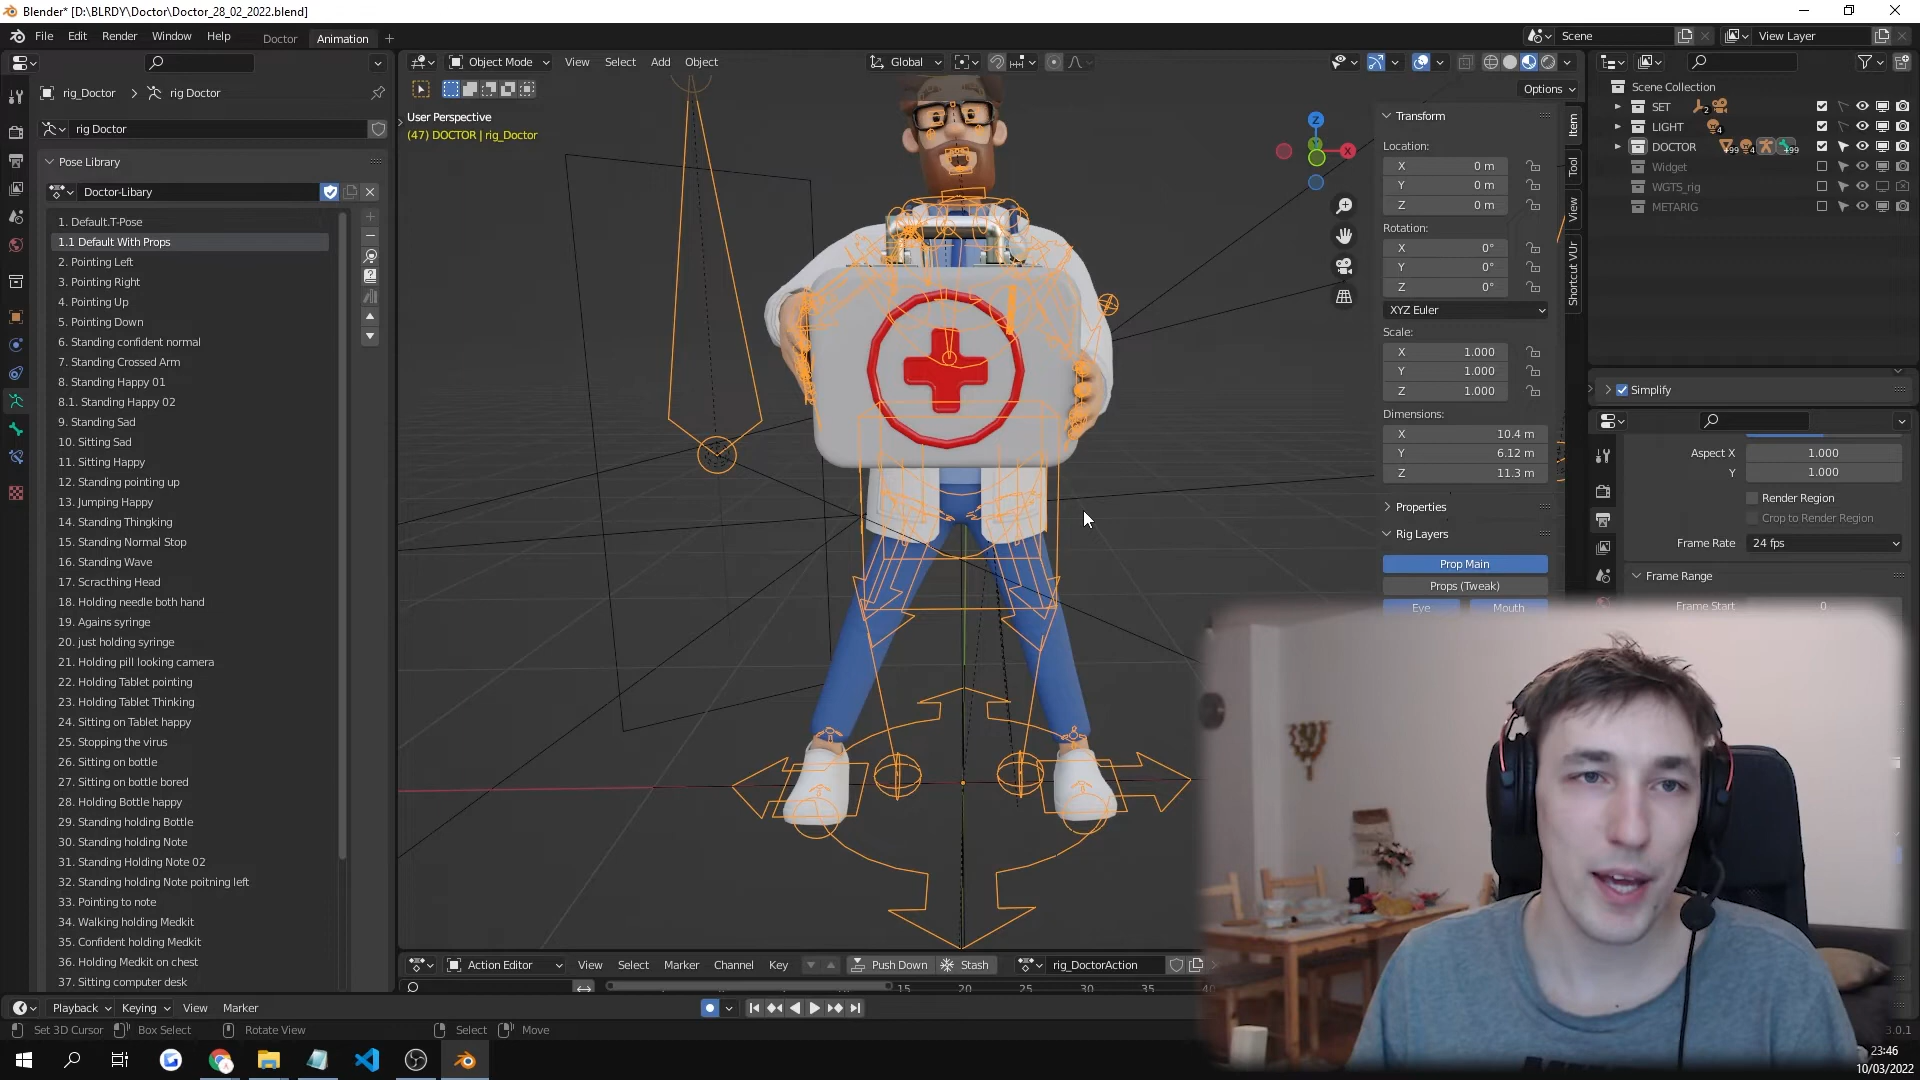 Blender* [D:\BLRDY\Doctor\Doctor_28_02_2022.blend]
File Edit Render Window Help Doctor Animation
Scene View Layer
Object Mode View Select Add Object Global
Options
rig_Doctor rig Doctor
rig Doctor
Pose Library
Doctor-Libary
1. Default.T-Pose
1.1 Default With Props
2. Pointing Left
3. Pointing Right
4. Pointing Up
5. Pointing Down
6. Standing confident normal
7. Standing Crossed Arm
8. Standing Happy 01
8.1. Standing Happy 02
9. Standing Sad
10. Sitting Sad
11. Sitting Happy
12. Standing pointing up
13. Jumping Happy
14. Standing Thingking
15. Standing Normal Stop
16. Standing Wave
17. Scracthing Head
18. Holding needle both hand
19. Agains syringe
20. just holding syringe
21. Holding pill looking camera
22. Holding Tablet pointing
23. Holding Tablet Thinking
24. Sitting on Tablet happy
25. Stopping the virus
26. Sitting on bottle
27. Sitting on bottle bored
28. Holding Bottle happy
29. Standing holding Bottle
30. Standing holding Note
31. Standing Holding Note 02
32. Standing holding Note poitning left
33. Pointing to note
34. Walking holding Medkit
35. Confident holding Medkit
36. Holding Medkit on chest
37. Sitting computer desk
User Perspective
(47) DOCTOR | rig_Doctor
Z
Y
X
Transform
Location:
X 0 m
Y 0 m
Z 0 m
Rotation:
X 0°
Y 0°
Z 0°
XYZ Euler
Scale:
X 1.000
Y 1.000
Z 1.000
Dimensions:
X 10.4 m
Y 6.12 m
Z 11.3 m
Properties
Rig Layers
Prop Main
Props (Tweak)
Eye Mouth
Item
Tool
View
Shortcut VUr
Scene Collection
SET 2
LIGHT 4
DOCTOR +99 4 +99
Widget
WGTS_rig
METARIG
Simplify
Aspect X 1.000
Y 1.000
Render Region
Crop to Render Region
Frame Rate 24 fps
Frame Range
Frame Start 0
Action Editor View Select Marker Channel Key Push Down Stash rig_DoctorAction
15 20 25 30 35 40
Playback Keying View Marker
Set 3D Cursor Box Select Rotate View Select Move
3.0.1
23:46
10/03/2022